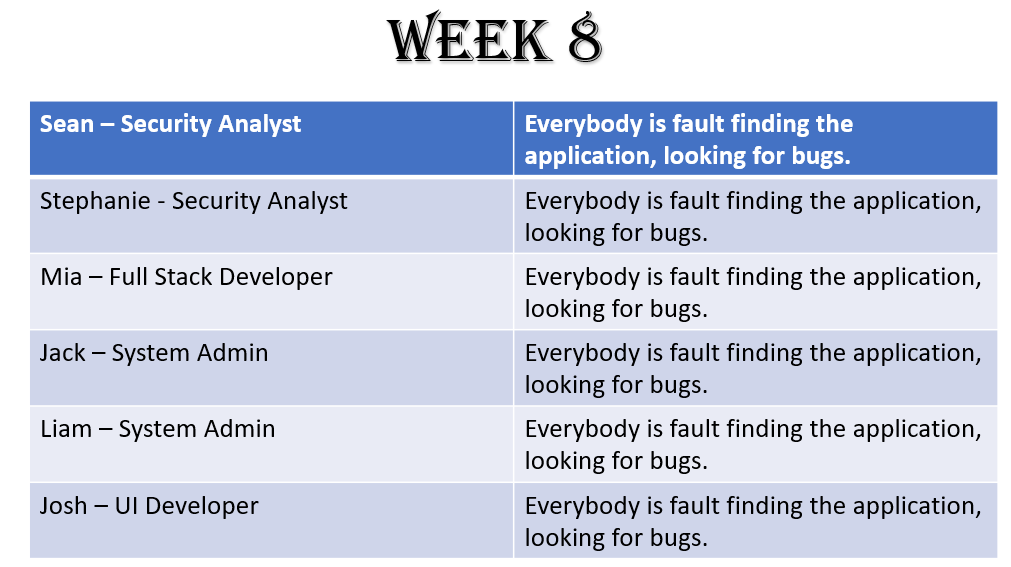 WEEK 8
Sean – Security Analyst
Everybody is fault finding the
application, looking for bugs.
Stephanie - Security Analyst
Everybody is fault finding the application,
looking for bugs.
Mia – Full Stack Developer
Everybody is fault finding the application,
looking for bugs.
Jack – System Admin
Everybody is fault finding the application,
looking for bugs.
Liam – System Admin
Everybody is fault finding the application,
looking for bugs.
Josh – UI Developer
Everybody is fault finding the application,
looking for bugs.